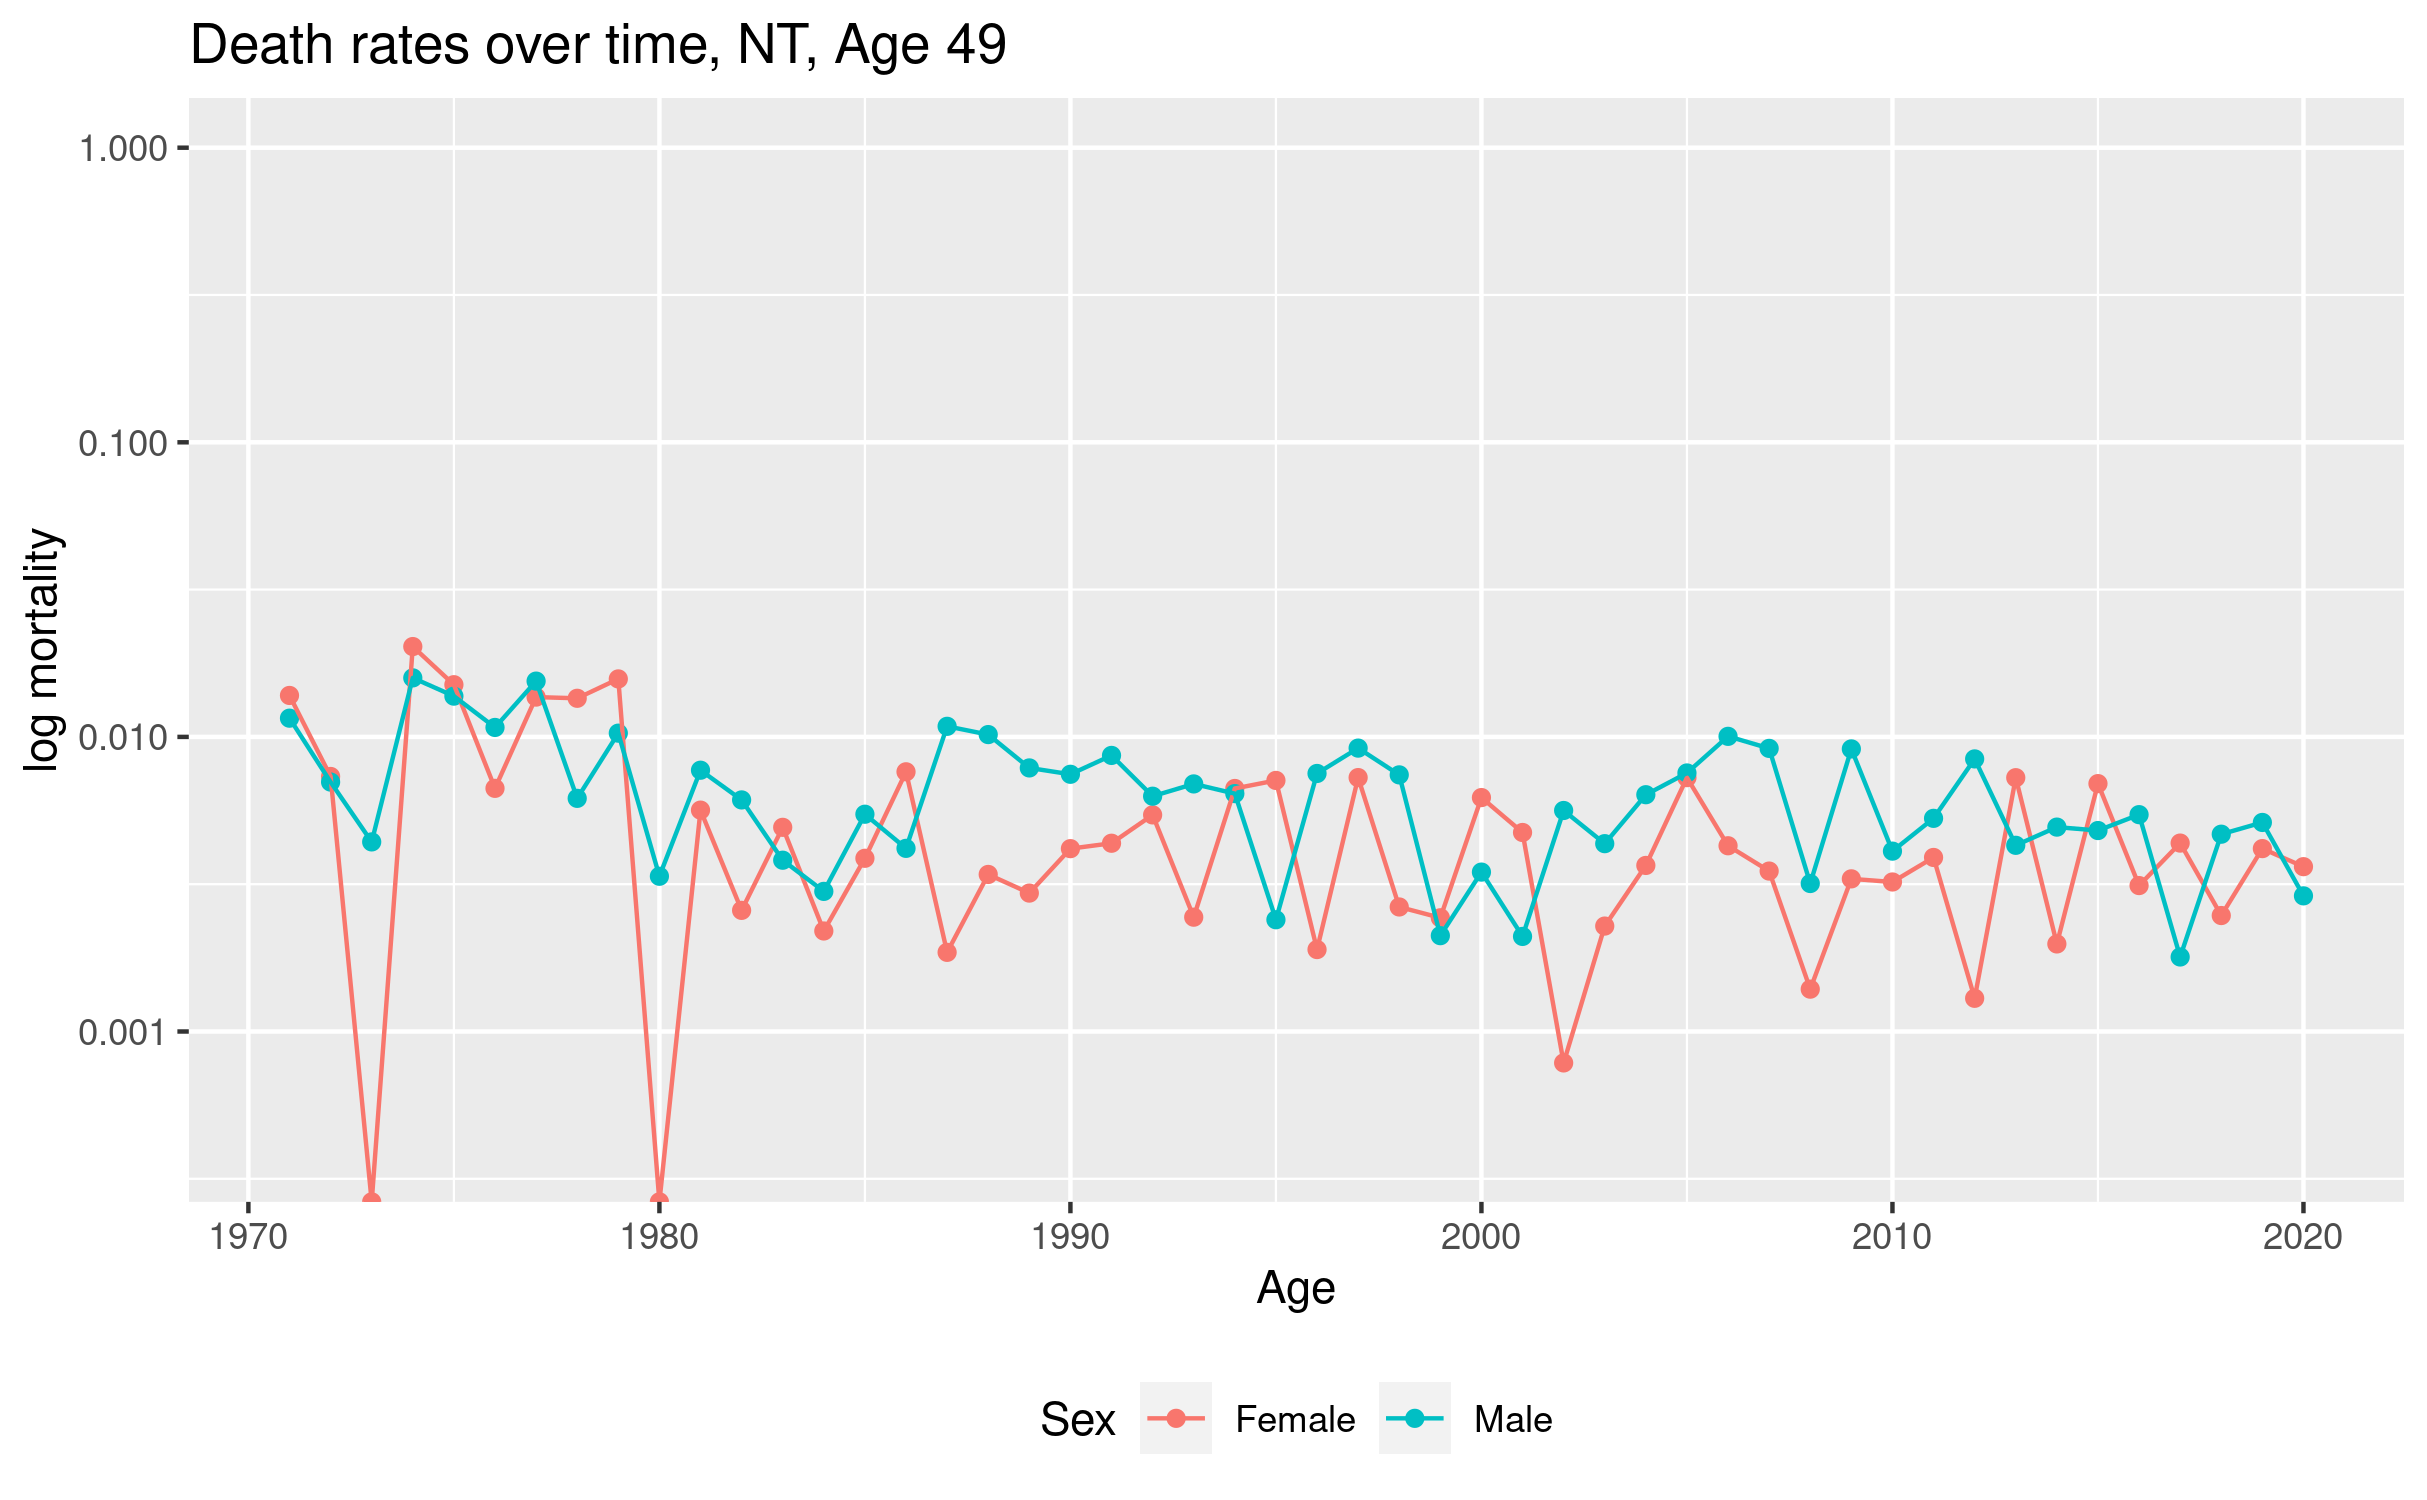 Death rates over time, NT, Age 49
log mortality
1.000
0.100
0.010
0.001
1970 1980 1990 2000 2010 2020
Age
Sex Female Male